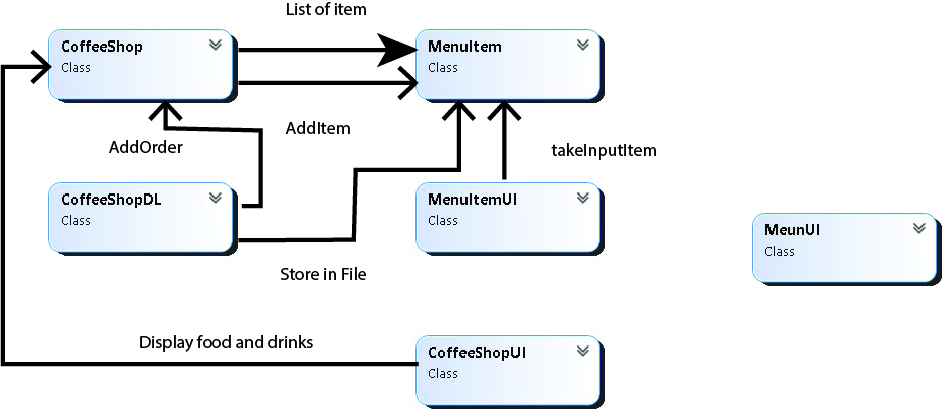 List of item
CoffeeShop
Class
MenuItem
Class
AddItem
AddOrder
takeInputItem
CoffeeShopDL
Class
MenuItemUI
Class
MeunUI
Class
Store in File
Display food and drinks
CoffeeShopUI
Class